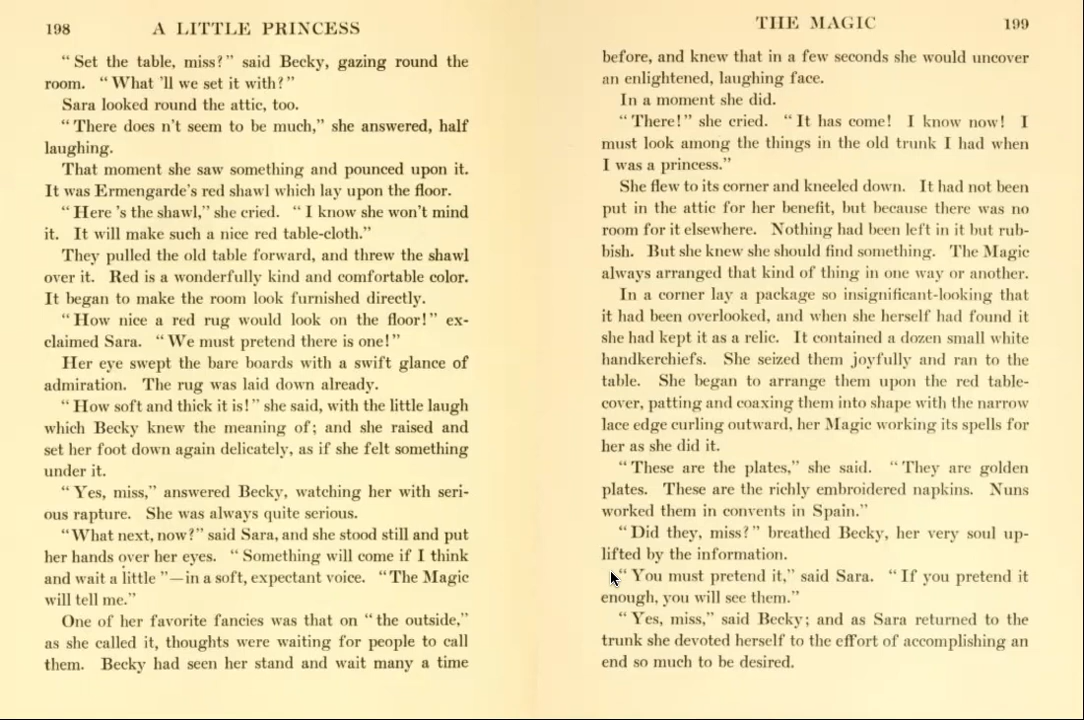 198 A LITTLE PRINCESS
“Set the table, miss?” said Becky, gazing round the
room. “What ’ll we set it with?”
Sara looked round the attic, too.
“There does n’t seem to be much,” she answered, half
laughing.
That moment she saw something and pounced upon it.
It was Ermengarde’s red shawl which lay upon the floor.
“Here ’s the shawl,” she cried. “I know she won’t mind
it. It will make such a nice red table-cloth.”
They pulled the old table forward, and threw the shawl
over it. Red is a wonderfully kind and comfortable color.
It began to make the room look furnished directly.
“How nice a red rug would look on the floor!” ex-
claimed Sara. “We must pretend there is one!”
Her eye swept the bare boards with a swift glance of
admiration. The rug was laid down already.
“How soft and thick it is!” she said, with the little laugh
which Becky knew the meaning of; and she raised and
set her foot down again delicately, as if she felt something
under it.
“Yes, miss,” answered Becky, watching her with seri-
ous rapture. She was always quite serious.
“What next, now?” said Sara, and she stood still and put
her hands over her eyes. “Something will come if I think
and wait a little”—in a soft, expectant voice. “The Magic
will tell me.”
One of her favorite fancies was that on “the outside,”
as she called it, thoughts were waiting for people to call
them. Becky had seen her stand and wait many a time
THE MAGIC 199
before, and knew that in a few seconds she would uncover
an enlightened, laughing face.
In a moment she did.
“There!” she cried. “It has come! I know now! I
must look among the things in the old trunk I had when
I was a princess.”
She flew to its corner and kneeled down. It had not been
put in the attic for her benefit, but because there was no
room for it elsewhere. Nothing had been left in it but rub-
bish. But she knew she should find something. The Magic
always arranged that kind of thing in one way or another.
In a corner lay a package so insignificant-looking that
it had been overlooked, and when she herself had found it
she had kept it as a relic. It contained a dozen small white
handkerchiefs. She seized them joyfully and ran to the
table. She began to arrange them upon the red table-
cover, patting and coaxing them into shape with the narrow
lace edge curling outward, her Magic working its spells for
her as she did it.
“These are the plates,” she said. “They are golden
plates. These are the richly embroidered napkins. Nuns
worked them in convents in Spain.”
“Did they, miss?” breathed Becky, her very soul up-
lifted by the information.
“You must pretend it,” said Sara. “If you pretend it
enough, you will see them.”
“Yes, miss,” said Becky; and as Sara returned to the
trunk she devoted herself to the effort of accomplishing an
end so much to be desired.